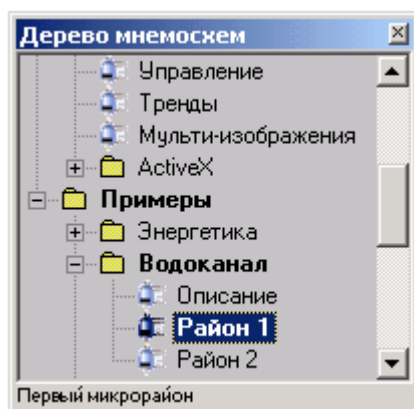 Дерево мнемосхем
Управление
Тренды
Мульти-изображения
ActiveX
Примеры
Энергетика
Водоканал
Описание
Район 1
Район 2
Первый микрорайон